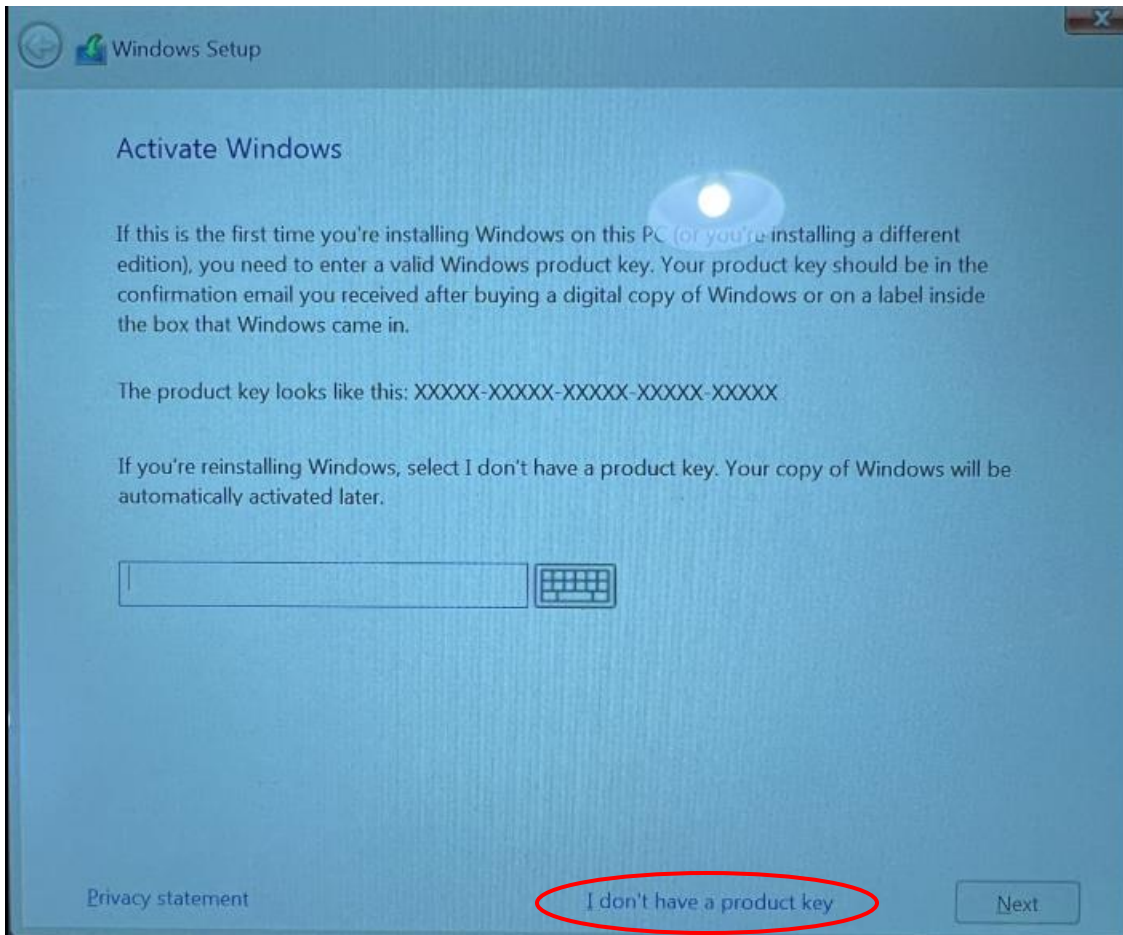 Windows Setup
Activate Windows
If this is the first time you're installing Windows on this PC (or you're installing a different
edition), you need to enter a valid Windows product key. Your product key should be in the
confirmation email you received after buying a digital copy of Windows or on a label inside
the box that Windows came in.
The product key looks like this: XXXXX-XXXXX-XXXXX-XXXXX-XXXXX
If you're reinstalling Windows, select I don't have a product key. Your copy of Windows will be
automatically activated later.
Privacy statement
I don't have a product key
Next